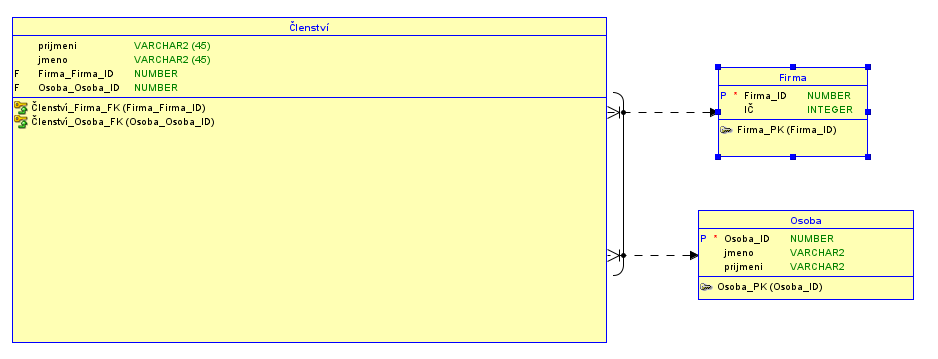 Členství
prijmeni VARCHAR2 (45)
jmeno VARCHAR2 (45)
F Firma_Firma_ID NUMBER
F Osoba_Osoba_ID NUMBER
Členství_Firma_FK (Firma_Firma_ID)
Členství_Osoba_FK (Osoba_Osoba_ID)
Firma
P * Firma_ID NUMBER
IČ INTEGER
Firma_PK (Firma_ID)
Osoba
P * Osoba_ID NUMBER
jmeno VARCHAR2
prijmeni VARCHAR2
Osoba_PK (Osoba_ID)